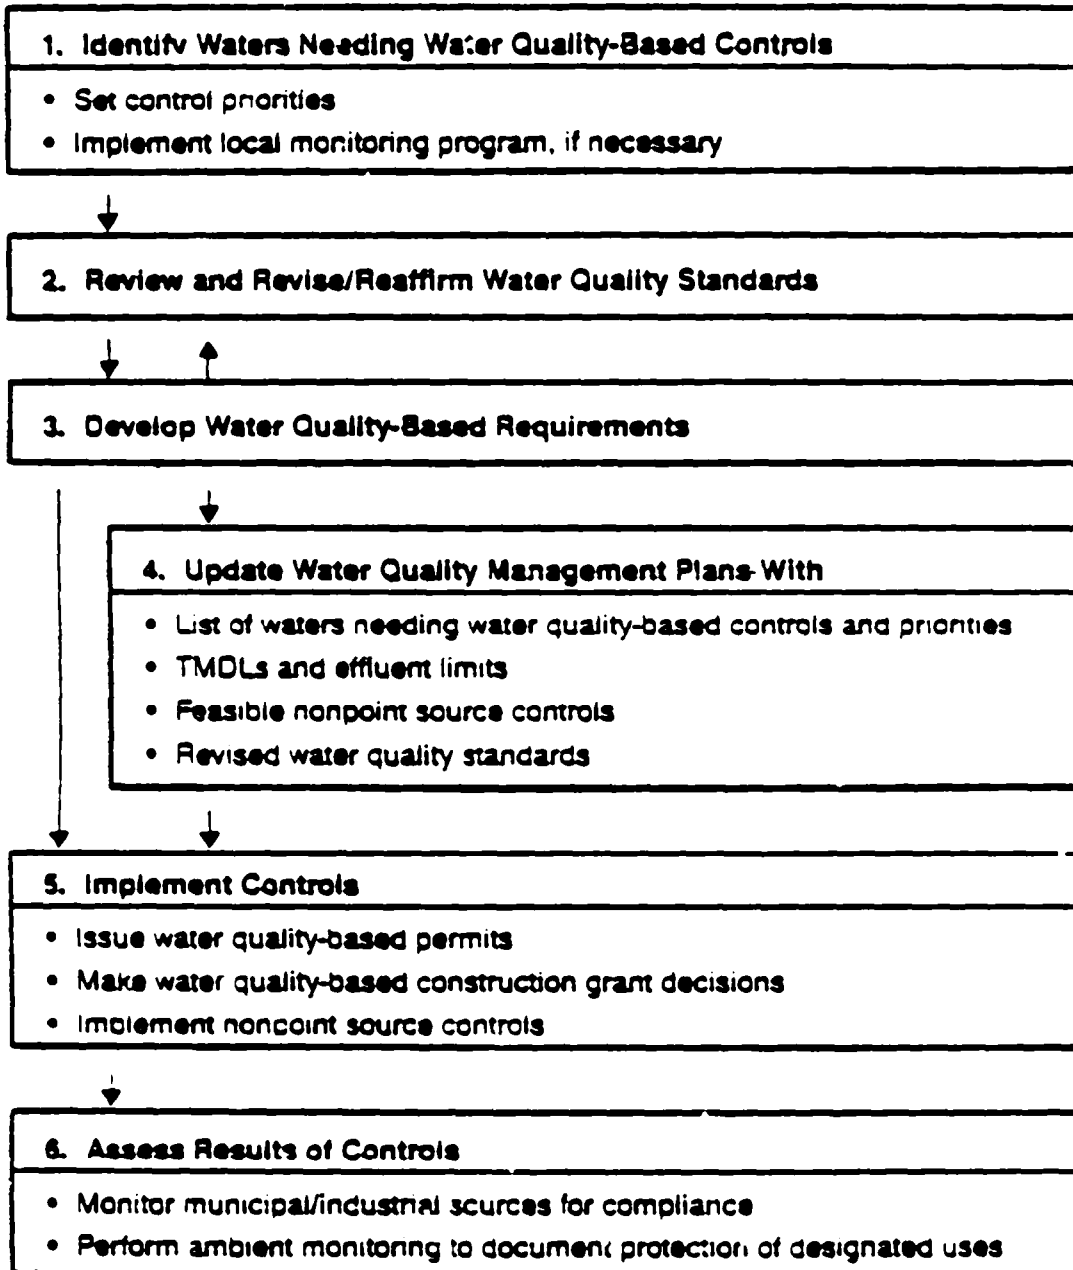 1. Identify Waters Needing Water Quality-Based Controls
• Set control priorities
• Implement local monitoring program, if necessary
2. Review and Revise/Reaffirm Water Quality Standards
3. Develop Water Quality-Based Requirements
4. Update Water Quality Management Plans With
• List of waters needing water quality-based controls and priorities
• TMDLs and effluent limits
• Feasible nonpoint source controls
• Revised water quality standards
5. Implement Controls
• Issue water quality-based permits
• Make water quality-based construction grant decisions
• Implement nonpoint source controls
6. Assess Results of Controls
• Monitor municipal/industrial sources for compliance
• Perform ambient monitoring to document protection of designated uses